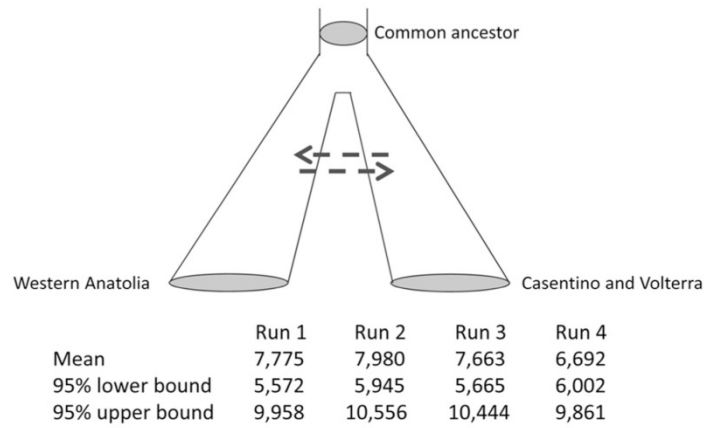 Common ancestor
Western Anatolia
Casentino and Volterra
Run 1 Run 2 Run 3 Run 4
Mean 7,775 7,980 7,663 6,692
95% lower bound 5,572 5,945 5,665 6,002
95% upper bound 9,958 10,556 10,444 9,861